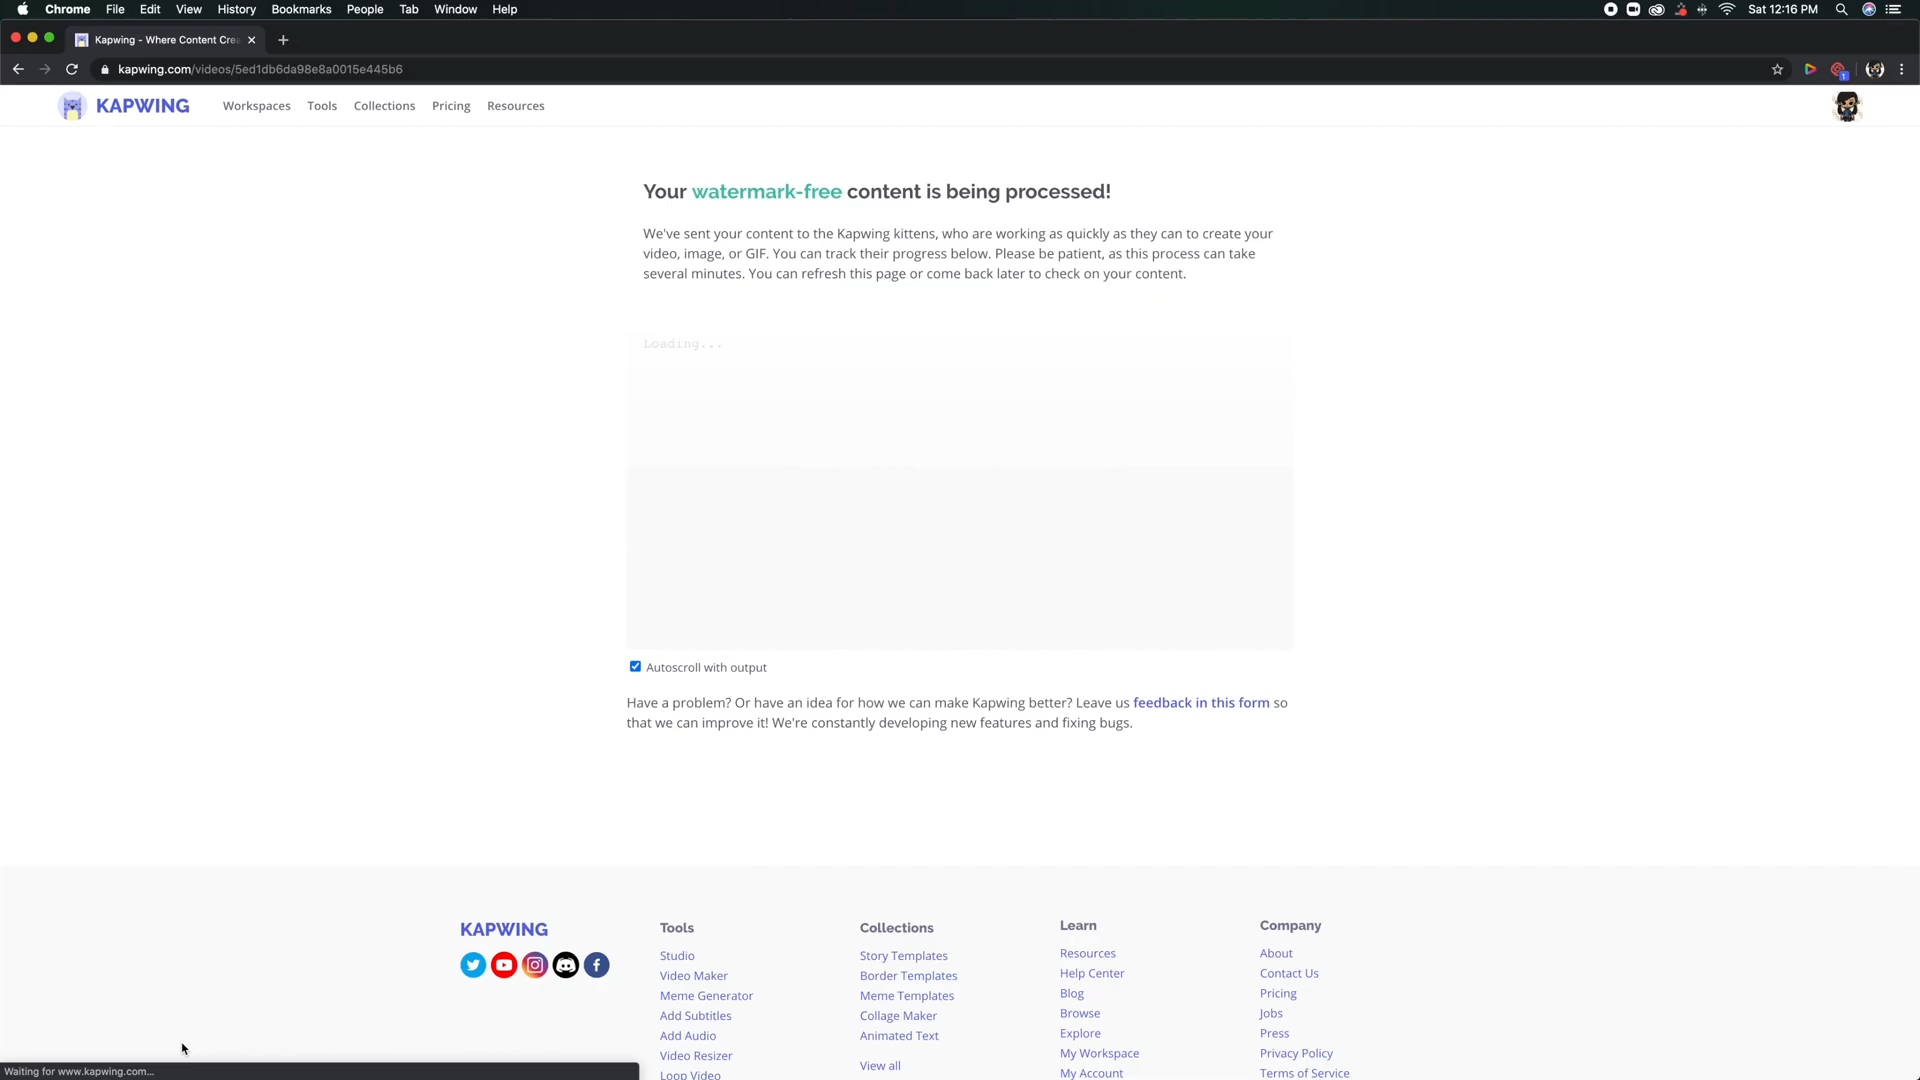 Chrome File Edit View History Bookmarks People Tab Window Help Sat 12:16 PM
Kapwing - Where Content Cre
kapwing.com/videos/5ed1db6da98e8a0015e445b6
1
KAPWING Workspaces Tools Collections Pricing Resources
Your watermark-free content is being processed!
We've sent your content to the Kapwing kittens, who are working as quickly as they can to create your
video, image, or GIF. You can track their progress below. Please be patient, as this process can take
several minutes. You can refresh this page or come back later to check on your content.
Loading...
Autoscroll with output
Have a problem? Or have an idea for how we can make Kapwing better? Leave us feedback in this form so
that we can improve it! We're constantly developing new features and fixing bugs.
KAPWING
Tools
Studio
Video Maker
Meme Generator
Add Subtitles
Add Audio
Video Resizer
Loop Video
Collections
Story Templates
Border Templates
Meme Templates
Collage Maker
Animated Text
View all
Learn
Resources
Help Center
Blog
Browse
Explore
My Workspace
My Account
Company
About
Contact Us
Pricing
Jobs
Press
Privacy Policy
Terms of Service
Waiting for www.kapwing.com...